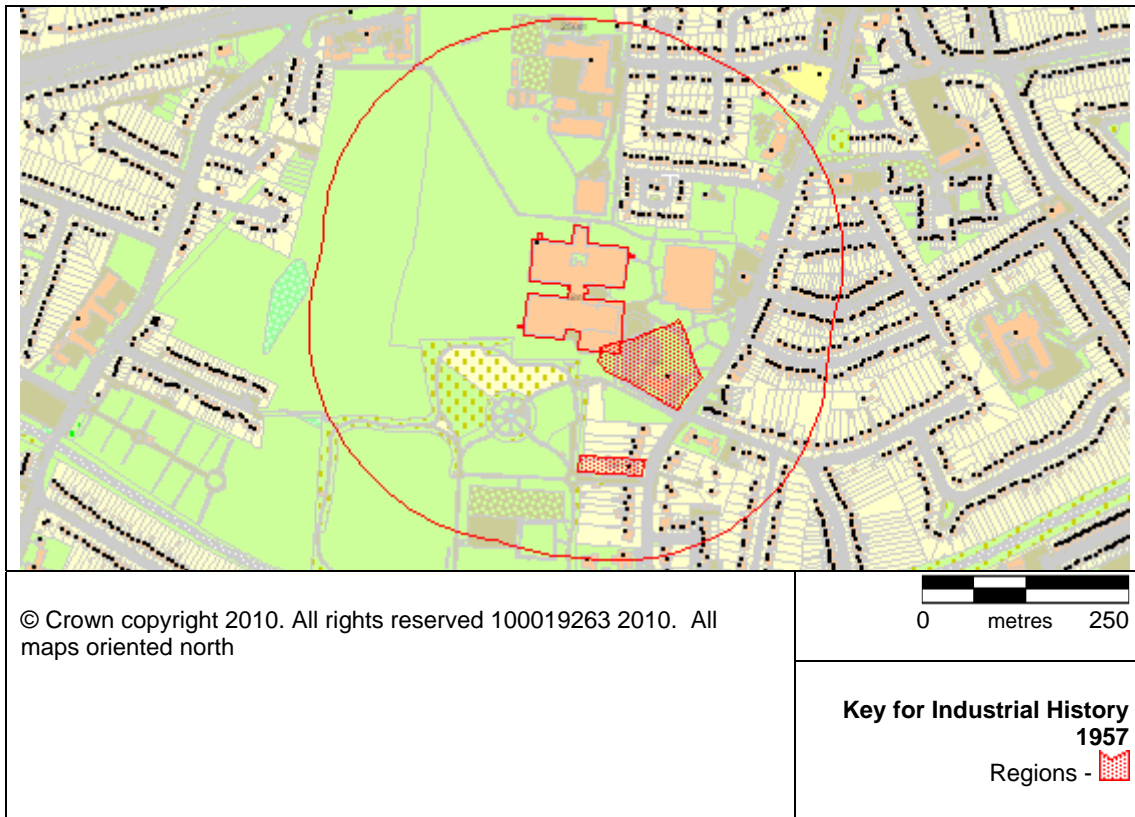 © Crown copyright 2010. All rights reserved 100019263 2010. All
maps oriented north
0 metres 250
Key for Industrial History
1957
Regions -